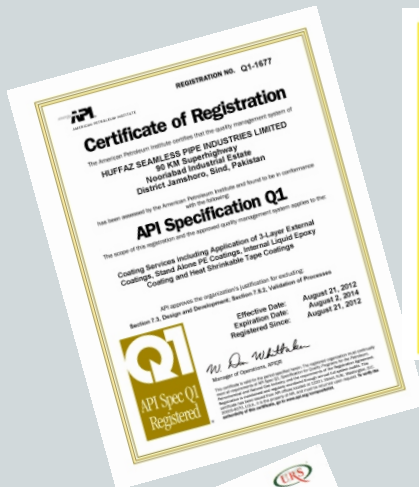 REGISTRATION NO. Q1-1677
API
AMERICAN PETROLEUM INSTITUTE
Certificate of Registration
The American Petroleum Institute certifies that the quality management system of
HUFFAZ SEAMLESS PIPE INDUSTRIES LIMITED
90 KM Superhighway
Nooriabad Industrial Estate
District Jamshoro, Sind, Pakistan
has been assessed by the American Petroleum Institute and found to be in conformance
with the following:
API Specification Q1
The scope of this registration and the approved quality management system applies to the:
Coating Services including Application of 3-Layer External
Coatings, Stand Alone PE Coatings, Internal Liquid Epoxy
Coating and Heat Shrinkable Tape Coatings
API approves the organization's justification for excluding:
Section 7.3, Design and Development; Section 7.5.2, Validation of Processes
Effective Date: August 21, 2012
Expiration Date: August 2, 2014
Registered Since: August 21, 2012
W. Don Whittaker
Manager of Operations, APIQR
Q1
API Spec Q1
Registered
URS